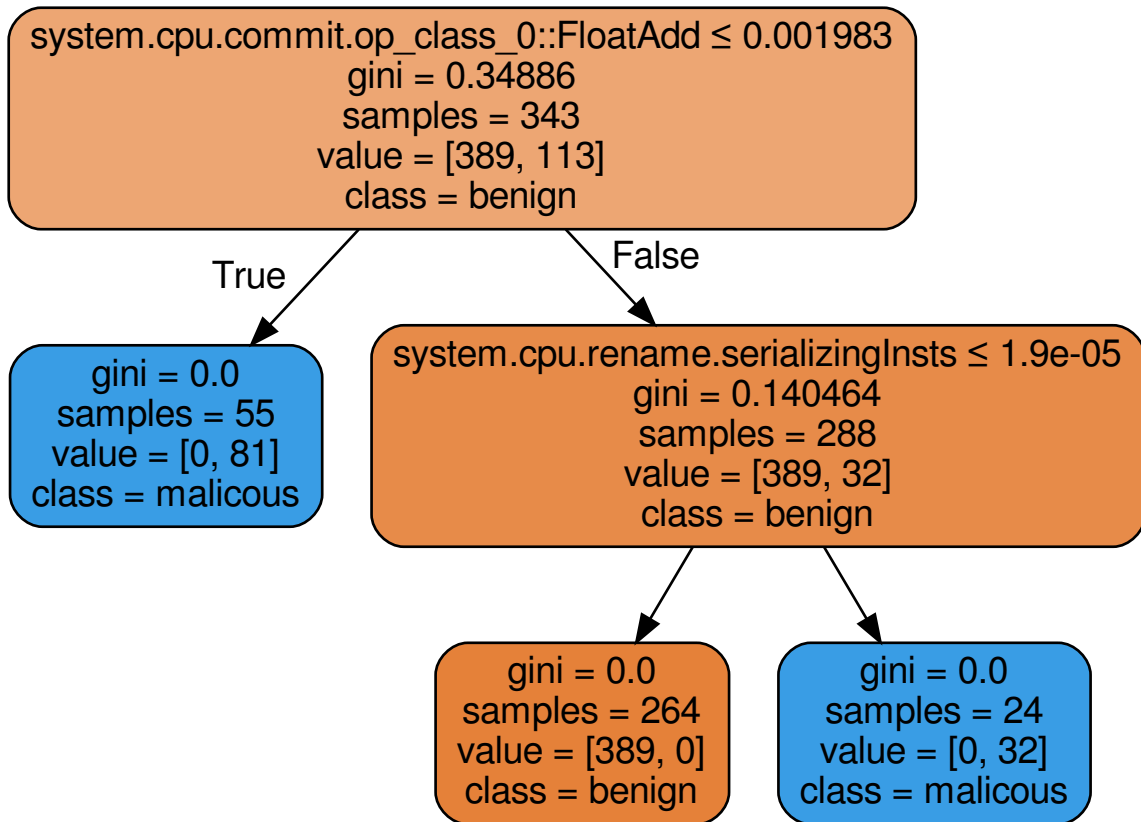 system.cpu.commit.op_class_0::FloatAdd ≤ 0.001983
gini = 0.34886
samples = 343
value = [389, 113]
class = benign
True
False
gini = 0.0
samples = 55
value = [0, 81]
class = malicous
system.cpu.rename.serializingInsts ≤ 1.9e-05
gini = 0.140464
samples = 288
value = [389, 32]
class = benign
gini = 0.0
samples = 264
value = [389, 0]
class = benign
gini = 0.0
samples = 24
value = [0, 32]
class = malicous